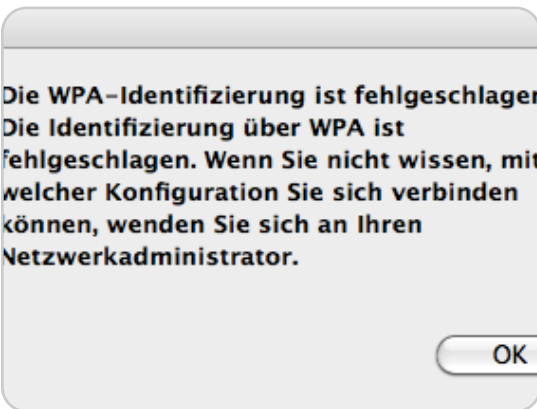 Die WPA-Identifizierung ist fehlgeschlagen
Die Identifizierung über WPA ist
fehlgeschlagen. Wenn Sie nicht wissen, mit
welcher Konfiguration Sie sich verbinden
können, wenden Sie sich an Ihren
Netzwerkadministrator.
OK